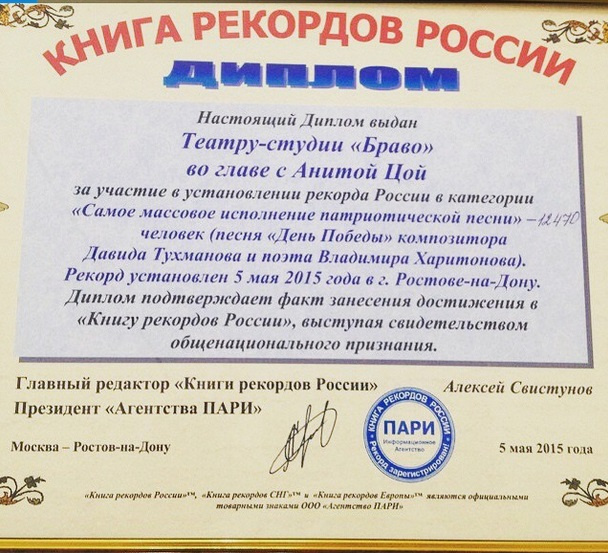 КНИГА РЕКОРДОВ РОССИИ
ДИПЛОМ
Настоящий Диплом выдан
Театру-студии «Браво»
во главе с Анитой Цой
за участие в установлении рекорда России в категории
«Самое массовое исполнение патриотической песни» – 12470
человек (песня «День Победы» композитора
Давида Тухманова и поэта Владимира Харитонова).
Рекорд установлен 5 мая 2015 года в г. Ростове-на-Дону.
Диплом подтверждает факт занесения достижения в
«Книгу рекордов России», выступая свидетельством
общенационального признания.
Главный редактор «Книги рекордов России» Алексей Свистунов
Президент «Агентства ПАРИ»
КНИГА РЕКОРДОВ РОССИИ
ПАРИ
Информационное
Агентство
Рекорд зарегистрирован!
Москва – Ростов-на-Дону 5 мая 2015 года
«Книга рекордов России»™, «Книга рекордов СНГ»™ и «Книга рекордов Европы»™ являются официальными
товарными знаками ООО «Агентство ПАРИ»